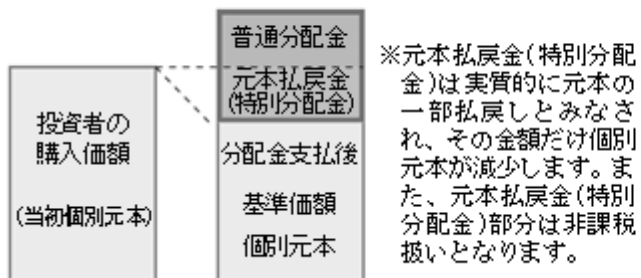 投資者の
購入価額
(当初個別元本)
普通分配金
元本払戻金
(特別分配金)
分配金支払後
基準価額
個別元本
※元本払戻金(特別分配
金)は実質的に元本の
一部払戻しとみなさ
れ、その金額だけ個別
元本が減少します。ま
た、元本払戻金(特別
分配金)部分は非課税
扱いとなります。